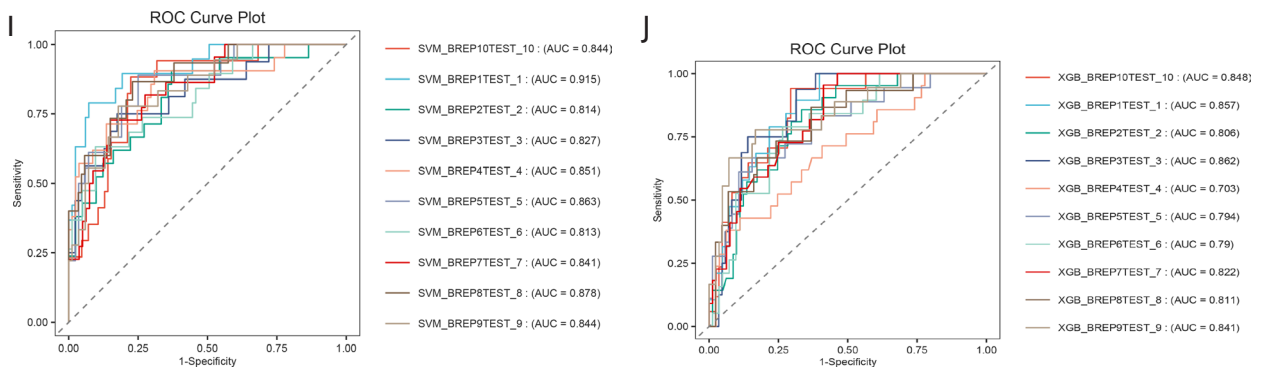 I
ROC Curve Plot
1.00
0.75
0.50
0.25
0.00
Sensitivity
0.00 0.25 0.50 0.75 1.00
1-Specificity
SVM_BREP10TEST_10 : (AUC = 0.844)
SVM_BREP1TEST_1 : (AUC = 0.915)
SVM_BREP2TEST_2 : (AUC = 0.814)
SVM_BREP3TEST_3 : (AUC = 0.827)
SVM_BREP4TEST_4 : (AUC = 0.851)
SVM_BREP5TEST_5 : (AUC = 0.863)
SVM_BREP6TEST_6 : (AUC = 0.813)
SVM_BREP7TEST_7 : (AUC = 0.841)
SVM_BREP8TEST_8 : (AUC = 0.878)
SVM_BREP9TEST_9 : (AUC = 0.844)
J
ROC Curve Plot
1.00
0.75
0.50
0.25
0.00
Sensitivity
0.00 0.25 0.50 0.75 1.00
1-Specificity
XGB_BREP10TEST_10 : (AUC = 0.848)
XGB_BREP1TEST_1 : (AUC = 0.857)
XGB_BREP2TEST_2 : (AUC = 0.806)
XGB_BREP3TEST_3 : (AUC = 0.862)
XGB_BREP4TEST_4 : (AUC = 0.703)
XGB_BREP5TEST_5 : (AUC = 0.794)
XGB_BREP6TEST_6 : (AUC = 0.79)
XGB_BREP7TEST_7 : (AUC = 0.822)
XGB_BREP8TEST_8 : (AUC = 0.811)
XGB_BREP9TEST_9 : (AUC = 0.841)